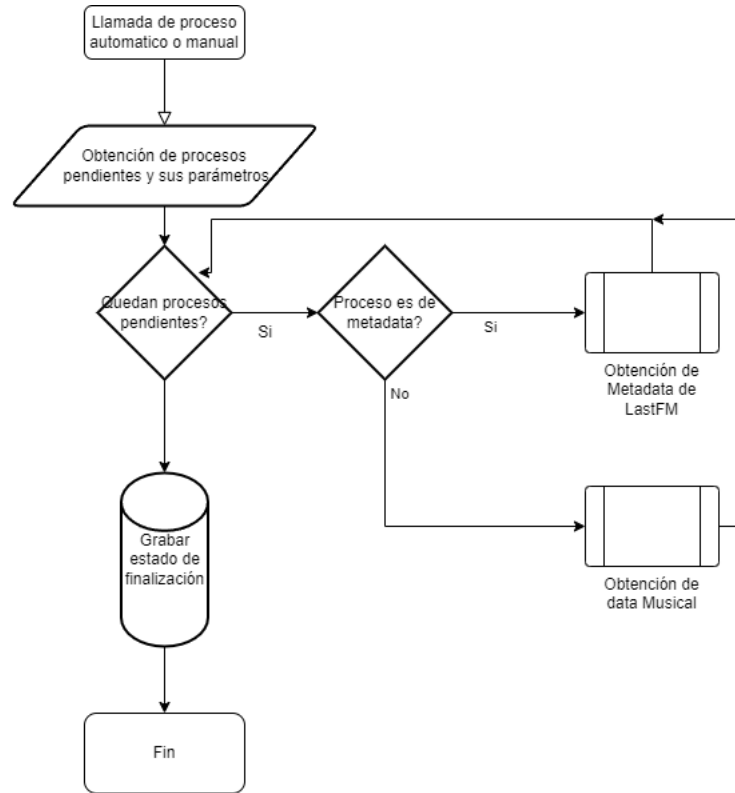 Llamada de proceso
automatico o manual
Obtención de procesos
pendientes y sus parámetros
Quedan procesos
pendientes?
Si
Proceso es de
metadata?
Si
No
Obtención de
Metadata de
LastFM
Grabar
estado de
finalización
Obtención de
data Musical
Fin